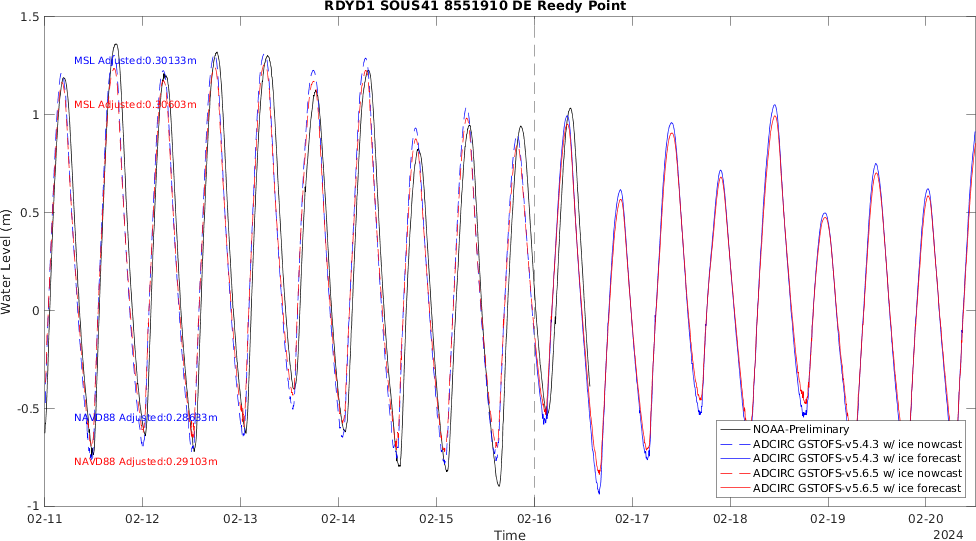 RDYD1 SOUS41 8551910 DE Reedy Point
1.5
MSL Adjusted:0.30133m
MSL Adjusted:0.30603m
1
0.5
Water Level (m)
0
-0.5
NAVD88 Adjusted:0.28633m
NAVD88 Adjusted:0.29103m
NOAA-Preliminary
ADCIRC GSTOFS-v5.4.3 w/ ice nowcast
ADCIRC GSTOFS-v5.4.3 w/ ice forecast
ADCIRC GSTOFS-v5.6.5 w/ ice nowcast
ADCIRC GSTOFS-v5.6.5 w/ ice forecast
-1
02-11 02-12 02-13 02-14 02-15 02-16 02-17 02-18 02-19 02-20
Time
2024